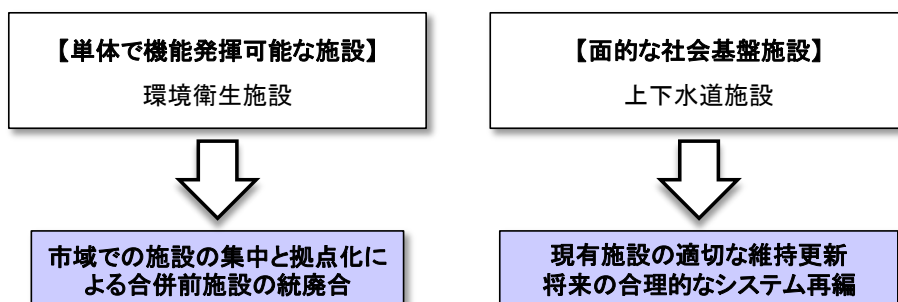 【単体で機能発揮可能な施設】
環境衛生施設
市域での施設の集中と拠点化に
よる合併前施設の統廃合
【面的な社会基盤施設】
上下水道施設
現有施設の適切な維持更新
将来の合理的なシステム再編